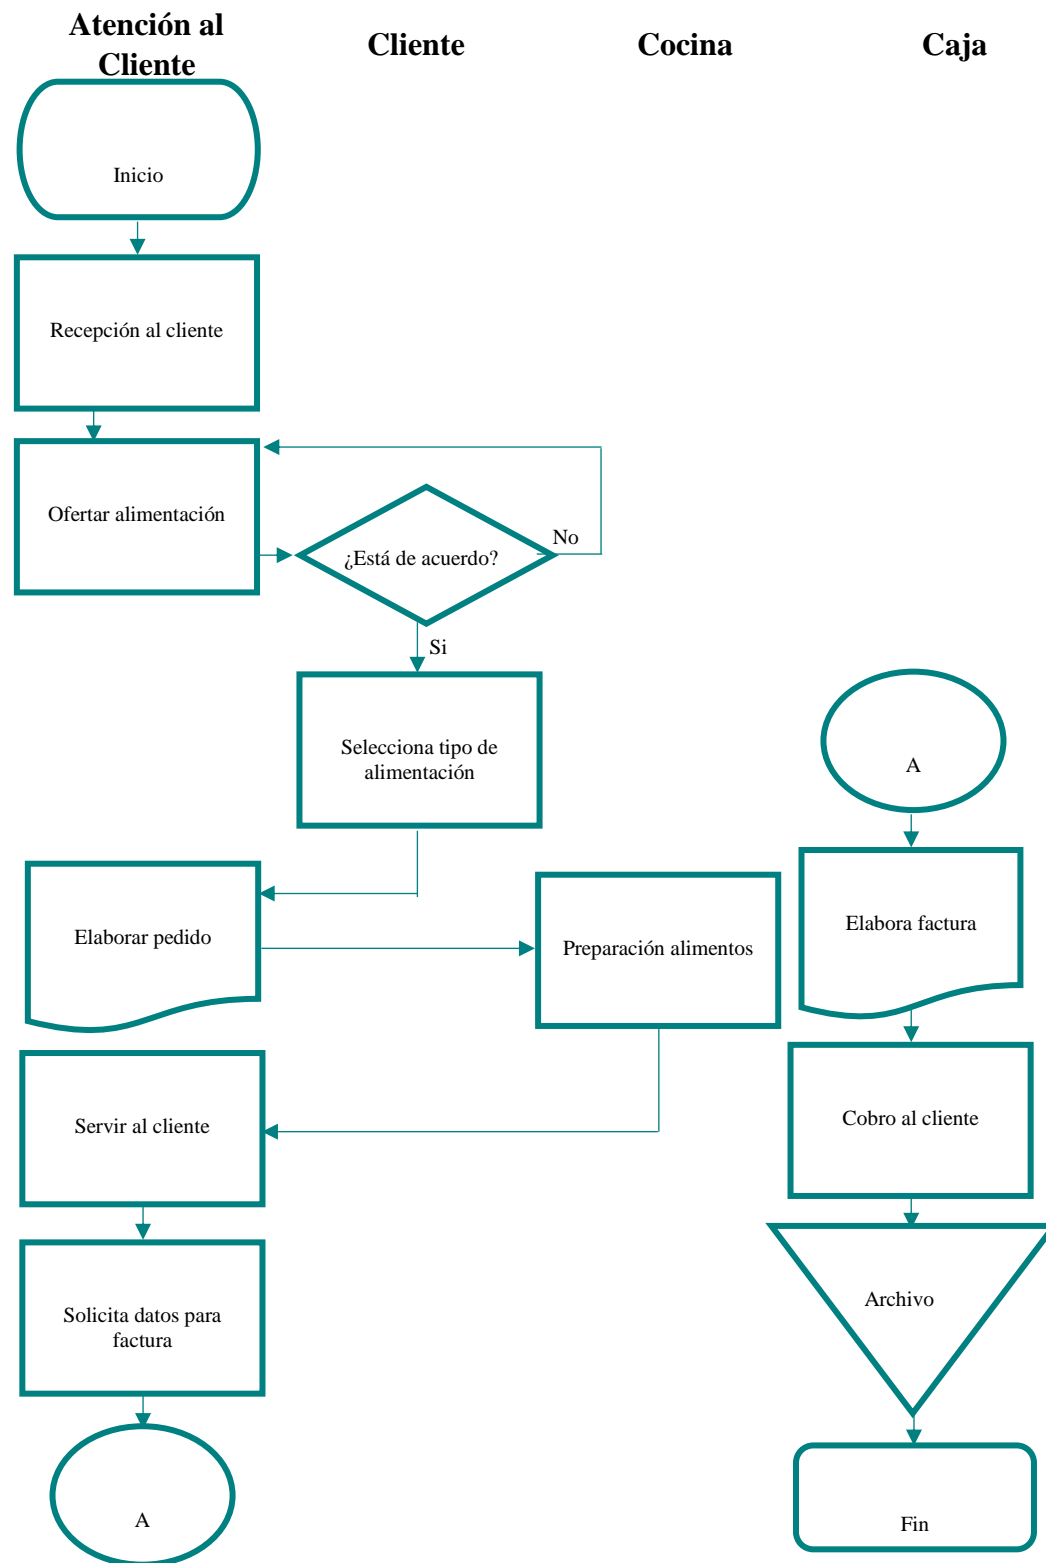 Atención al
Cliente
Cliente
Cocina
Caja
Inicio
Recepción al cliente
Ofertar alimentación
¿Está de acuerdo?
No
Si
Selecciona tipo de
alimentación
A
Elaborar pedido
Preparación alimentos
Elabora factura
Servir al cliente
Cobro al cliente
Solicita datos para
factura
Archivo
A
Fin